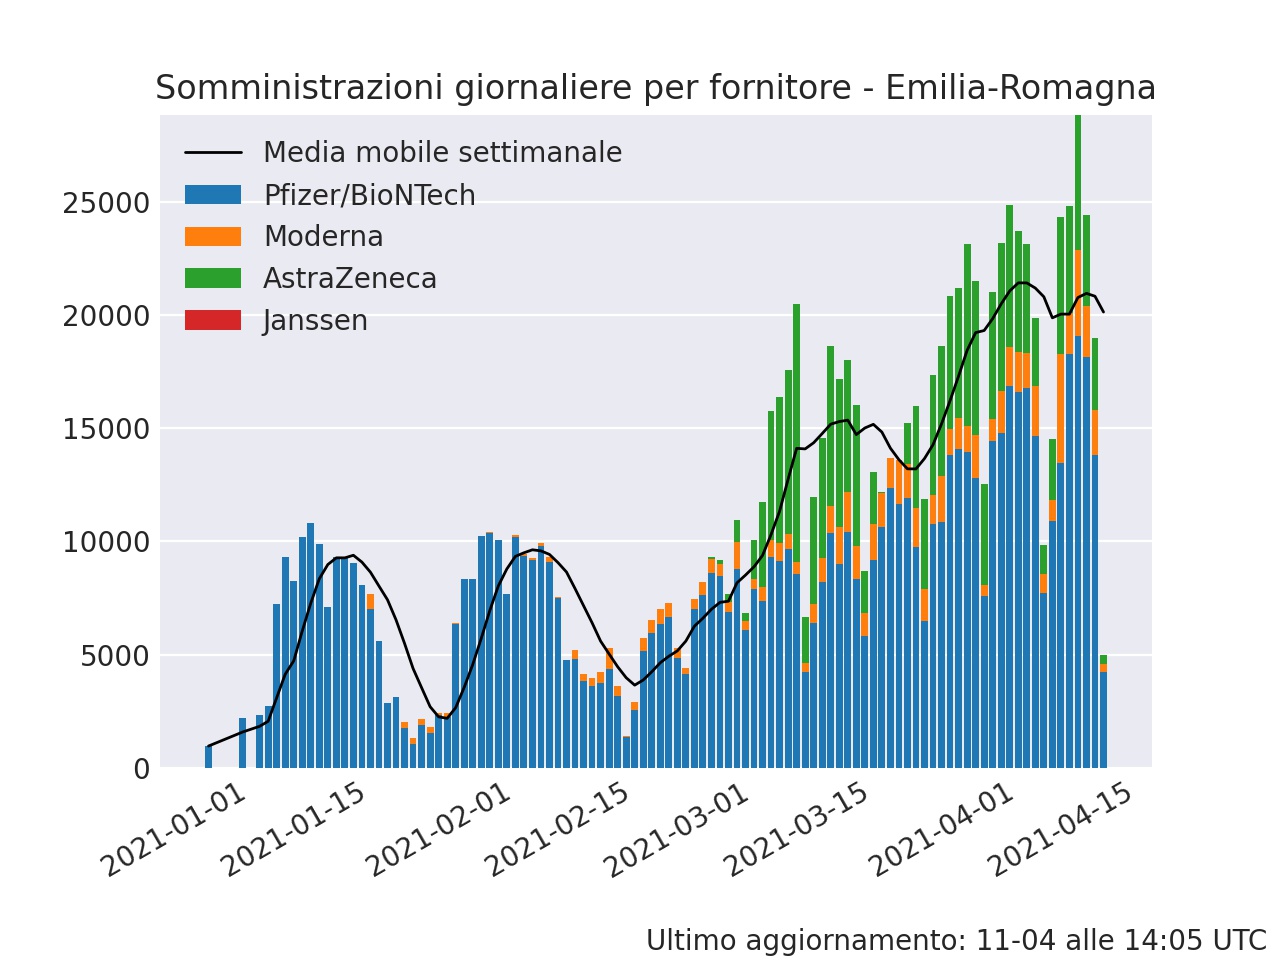 Somministrazioni giornaliere per fornitore - Emilia-Romagna
Media mobile settimanale
Pfizer/BioNTech
Moderna
AstraZeneca
Janssen
25000
20000
15000
10000
5000
0
2021-01-01
2021-01-15
2021-02-01
2021-02-15
2021-03-01
2021-03-15
2021-04-01
2021-04-15
Ultimo aggiornamento: 11-04 alle 14:05 UTC